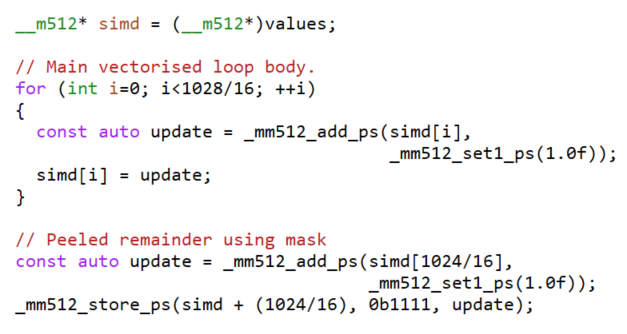 __m512* simd = (__m512*)values;
// Main vectorised loop body.
for (int i=0; i<1028/16; ++i)
{
const auto update = _mm512_add_ps(simd[i],
_mm512_set1_ps(1.0f));
simd[i] = update;
}
// Peeled remainder using mask
const auto update = _mm512_add_ps(simd[1024/16],
_mm512_set1_ps(1.0f));
_mm512_store_ps(simd + (1024/16), 0b1111, update);